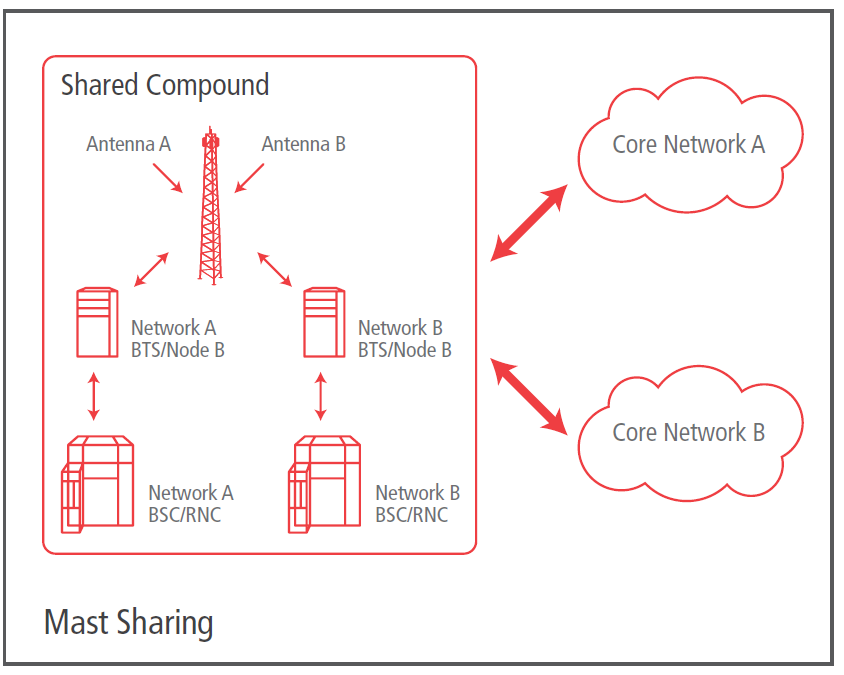 Shared Compound
Antenna A
Antenna B
Core Network A
Network A
BTS/Node B
Network B
BTS/Node B
Core Network B
Network A
BSC/RNC
Network B
BSC/RNC
Mast Sharing